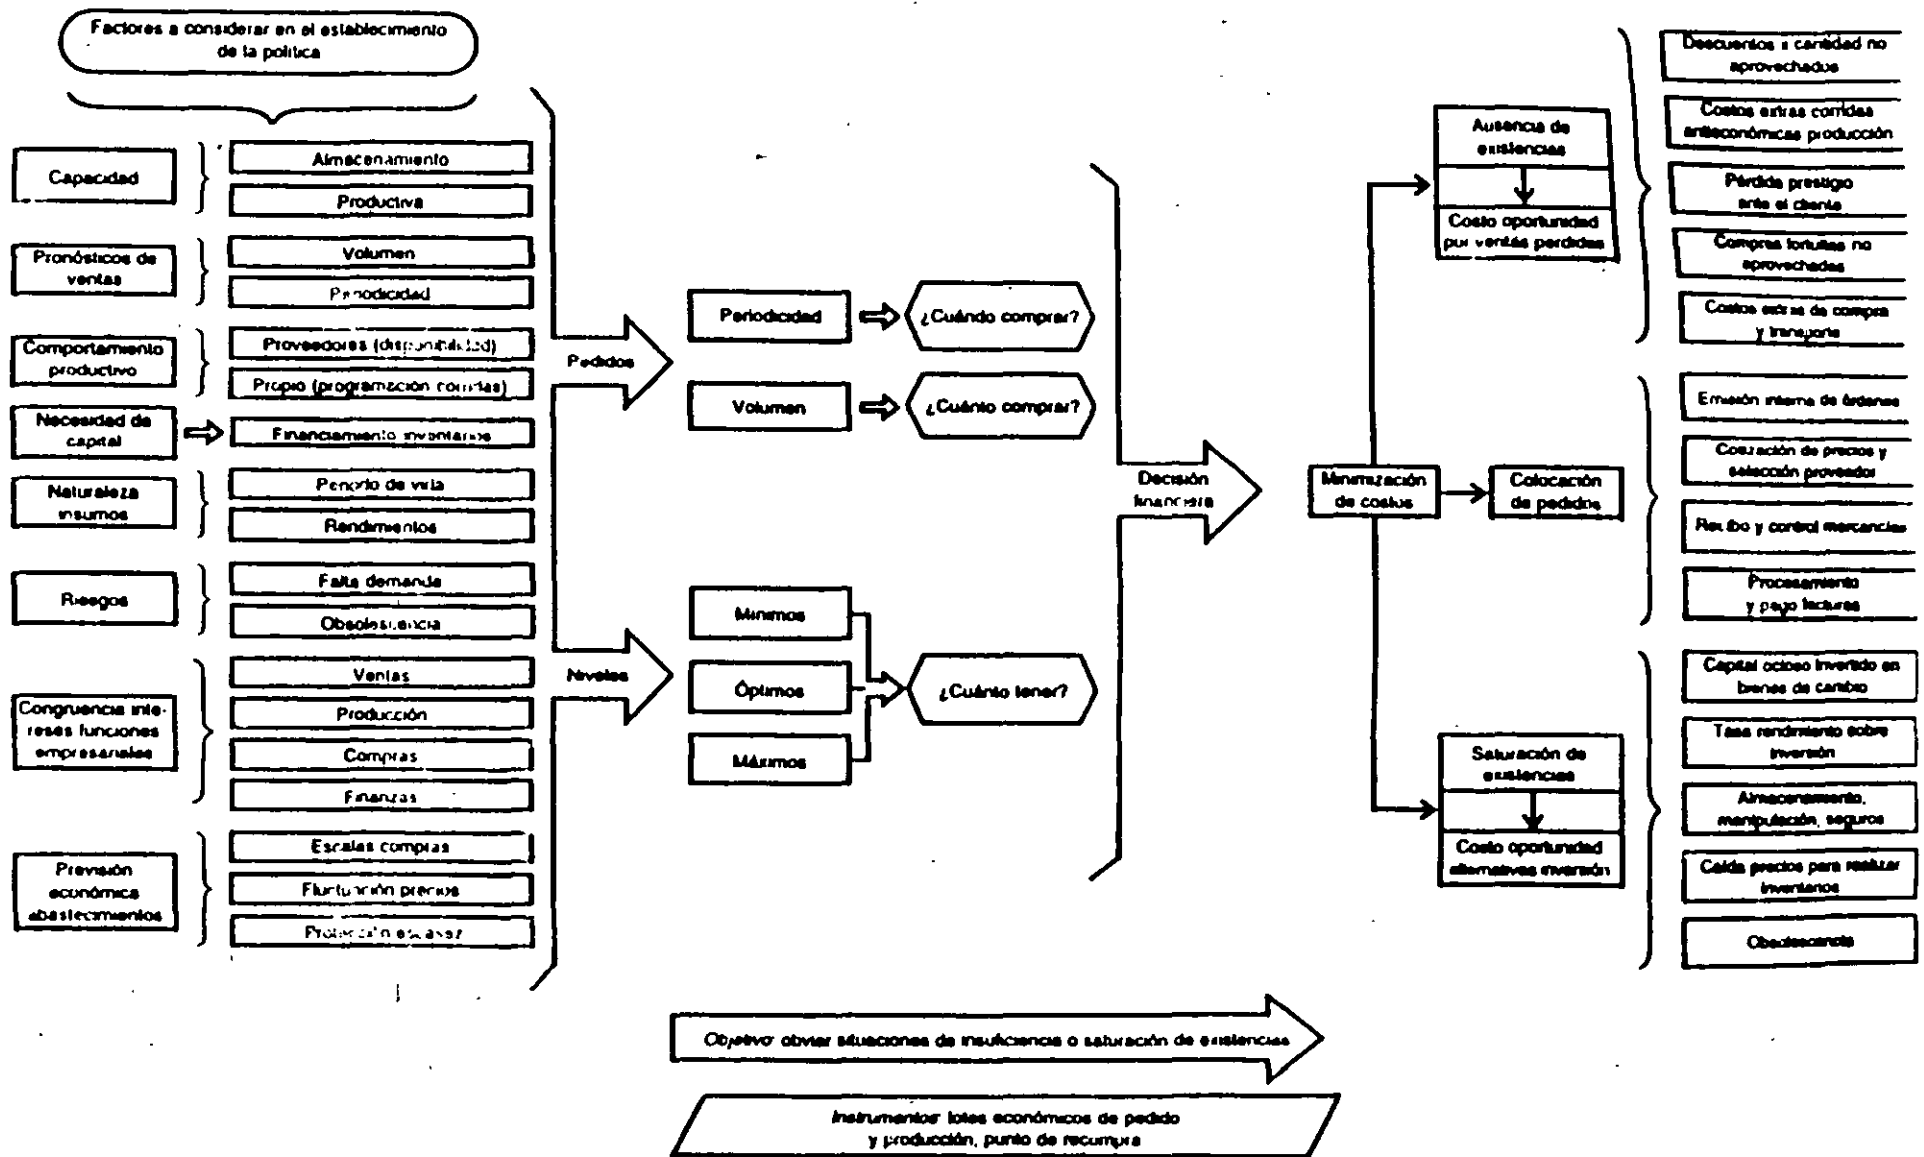 Factores a considerar en el establecimiento
de la política
Capacidad
Almacenamiento
Productiva
Pronósticos de
ventas
Volumen
Periodicidad
Comportamiento
productivo
Proveedores (disponibilidad)
Propio (programación corridas)
Necesidad de
capital
Financiamiento inventarios
Naturaleza
insumos
Periodo de vida
Rendimientos
Riesgos
Falta demanda
Obsolescencia
Congruencia inte-
reses funciones
empresariales
Ventas
Producción
Compras
Finanzas
Previsión
económica
abastecimientos
Escalas compras
Fluctuación precios
Protección escasez
Pedidos
Niveles
Periodicidad
¿Cuándo comprar?
Volumen
¿Cuánto comprar?
Mínimos
Óptimos
Máximos
¿Cuánto tener?
Decisión
financiera
Minimización
de costos
Ausencia de
existencias
Costo oportunidad
por ventas perdidas
Colocación
de pedidos
Saturación de
existencias
Costo oportunidad
alternativas inversión
Descuentos x cantidad no
aprovechados
Costos extras corridas
antieconómicas producción
Pérdida prestigio
ante el cliente
Compras fortuitas no
aprovechadas
Costos extras de compra
y transporte
Emisión interna de órdenes
Cotización de precios y
selección proveedor
Recibo y control mercancías
Procesamiento
y pago facturas
Capital ocioso invertido en
bienes de cambio
Tasa rendimiento sobre
inversión
Almacenamiento,
manipulación, seguros
Caída precios para realizar
inventarios
Obsolescencia
Objetivo: obviar situaciones de insuficiencia o saturación de existencias
Instrumentos: lotes económicos de pedido
y producción, punto de recompra